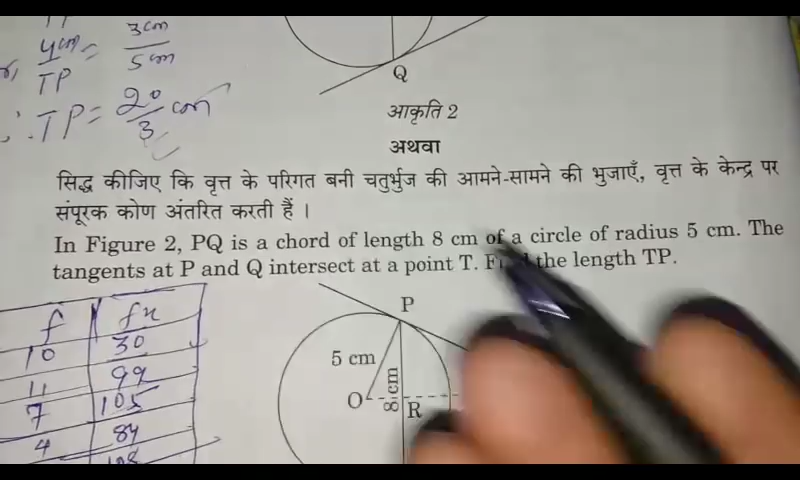 4cm/TP = 3cm/5cm
∴ TP = 20/3 cm
Q
आकृति 2
अथवा
सिद्ध कीजिए कि वृत्त के परिगत बनी चतुर्भुज की आमने-सामने की भुजाएँ, वृत्त के केन्द्र पर
संपूरक कोण अंतरित करती हैं ।
In Figure 2, PQ is a chord of length 8 cm of a circle of radius 5 cm. The
tangents at P and Q intersect at a point T. the length TP.
P
f fx
10 30
5 cm
11 99
O 8 cm R
7 105
4 84